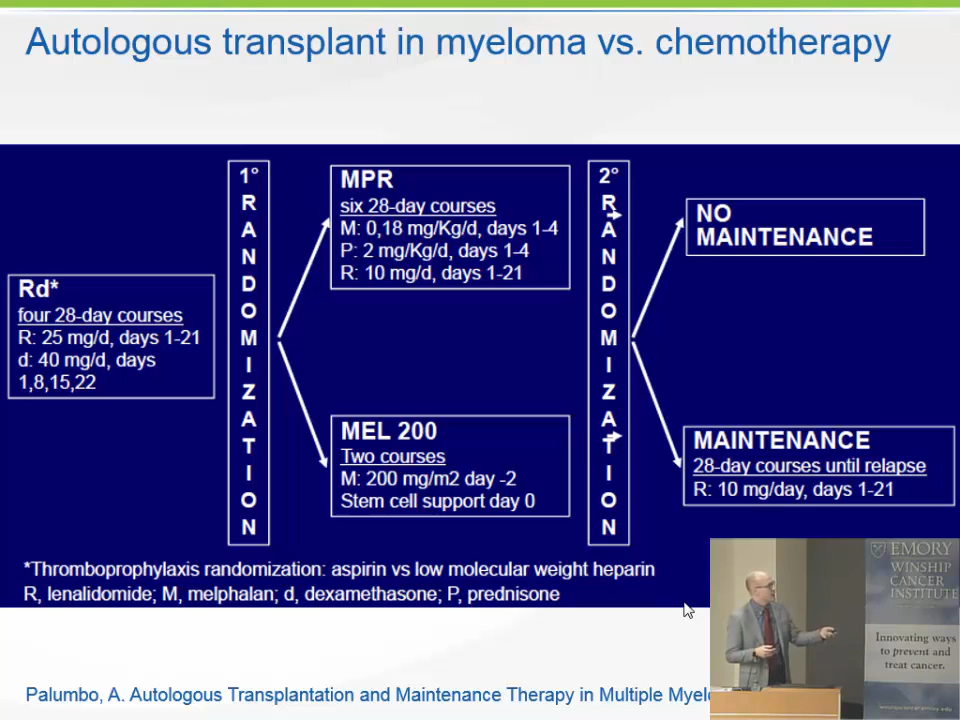 Autologous transplant in myeloma vs. chemotherapy
Rd*
four 28-day courses
R: 25 mg/d, days 1-21
d: 40 mg/d, days
1,8,15,22
1°
R
A
N
D
O
M
I
Z
A
T
I
O
N
MPR
six 28-day courses
M: 0,18 mg/Kg/d, days 1-4
P: 2 mg/Kg/d, days 1-4
R: 10 mg/d, days 1-21
MEL 200
Two courses
M: 200 mg/m2 day -2
Stem cell support day 0
2°
R
A
N
D
O
M
I
Z
A
T
I
O
N
NO
MAINTENANCE
MAINTENANCE
28-day courses until relapse
R: 10 mg/day, days 1-21
*Thromboprophylaxis randomization: aspirin vs low molecular weight heparin
R, lenalidomide; M, melphalan; d, dexamethasone; P, prednisone
Palumbo, A. Autologous Transplantation and Maintenance Therapy in Multiple
EMORY
WINSHIP
CANCER
INSTITUTE
Innovating ways
to prevent and
treat cancer.